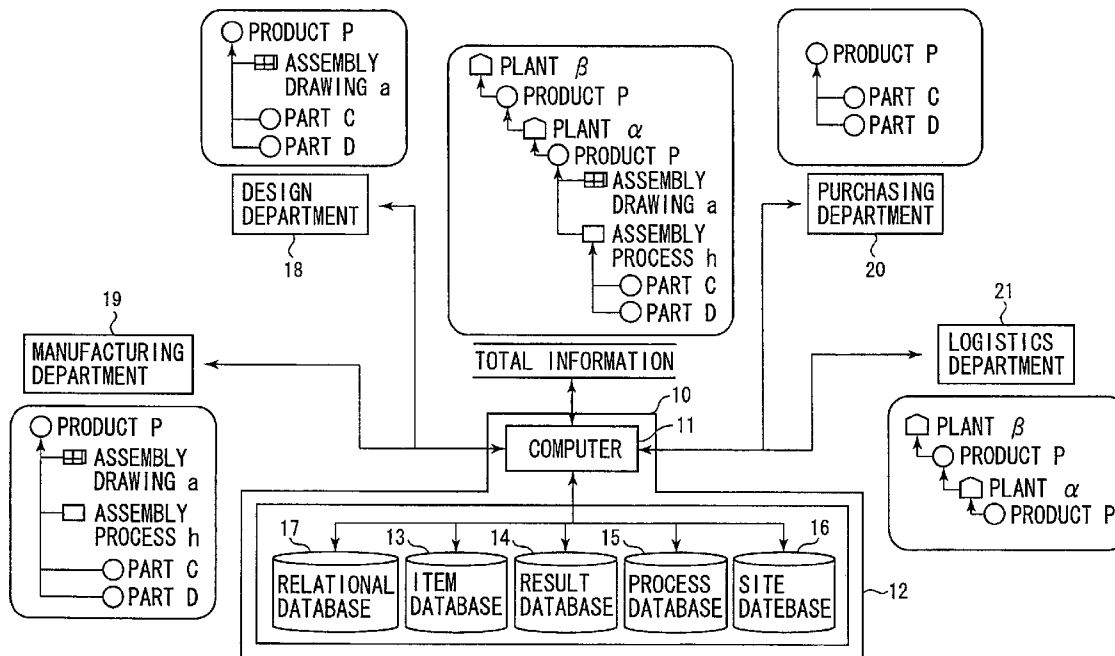 PRODUCT P
ASSEMBLY
DRAWING a
PART C
PART D
DESIGN
DEPARTMENT
18
PLANT β
PRODUCT P
PLANT α
PRODUCT P
ASSEMBLY
DRAWING a
ASSEMBLY
PROCESS h
PART C
PART D
TOTAL INFORMATION
PRODUCT P
PART C
PART D
PURCHASING
DEPARTMENT
20
19
MANUFACTURING
DEPARTMENT
PRODUCT P
ASSEMBLY
DRAWING a
ASSEMBLY
PROCESS h
PART C
PART D
21
LOGISTICS
DEPARTMENT
PLANT β
PRODUCT P
PLANT α
PRODUCT P
10
11
COMPUTER
17
RELATIONAL
DATABASE
13
ITEM
DATABASE
14
RESULT
DATABASE
15
PROCESS
DATABASE
16
SITE
DATEBASE
12